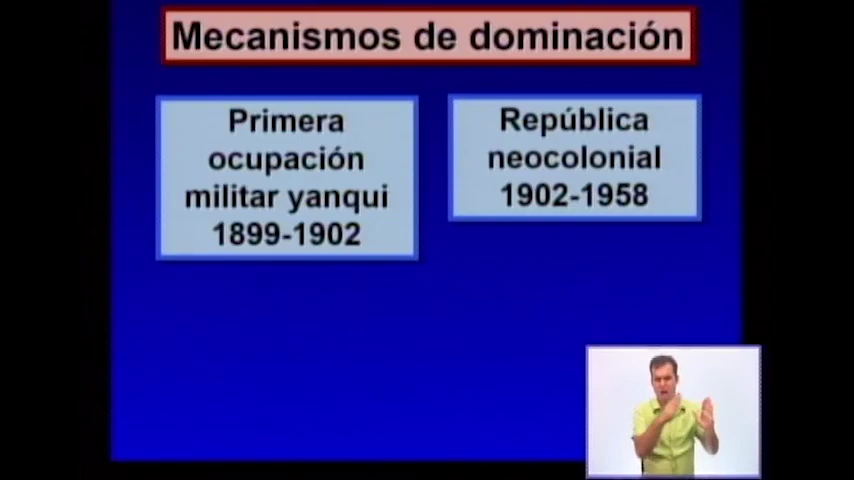 Mecanismos de dominación
Primera
ocupación
militar yanqui
1899-1902
República
neocolonial
1902-1958